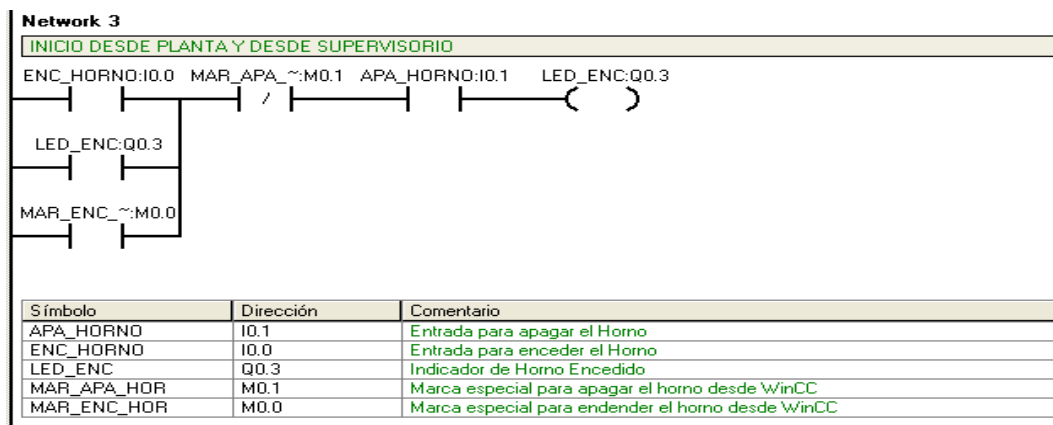 Network 3
INICIO DESDE PLANTA Y DESDE SUPERVISORIO
ENC_HORNO:I0.0 MAR_APA_~:M0.1 APA_HORNO:I0.1 LED_ENC:Q0.3
/
LED_ENC:Q0.3
MAR_ENC_~:M0.0
Símbolo Dirección Comentario
APA_HORNO I0.1 Entrada para apagar el Horno
ENC_HORNO I0.0 Entrada para enceder el Horno
LED_ENC Q0.3 Indicador de Horno Encedido
MAR_APA_HOR M0.1 Marca especial para apagar el horno desde WinCC
MAR_ENC_HOR M0.0 Marca especial para endender el horno desde WinCC